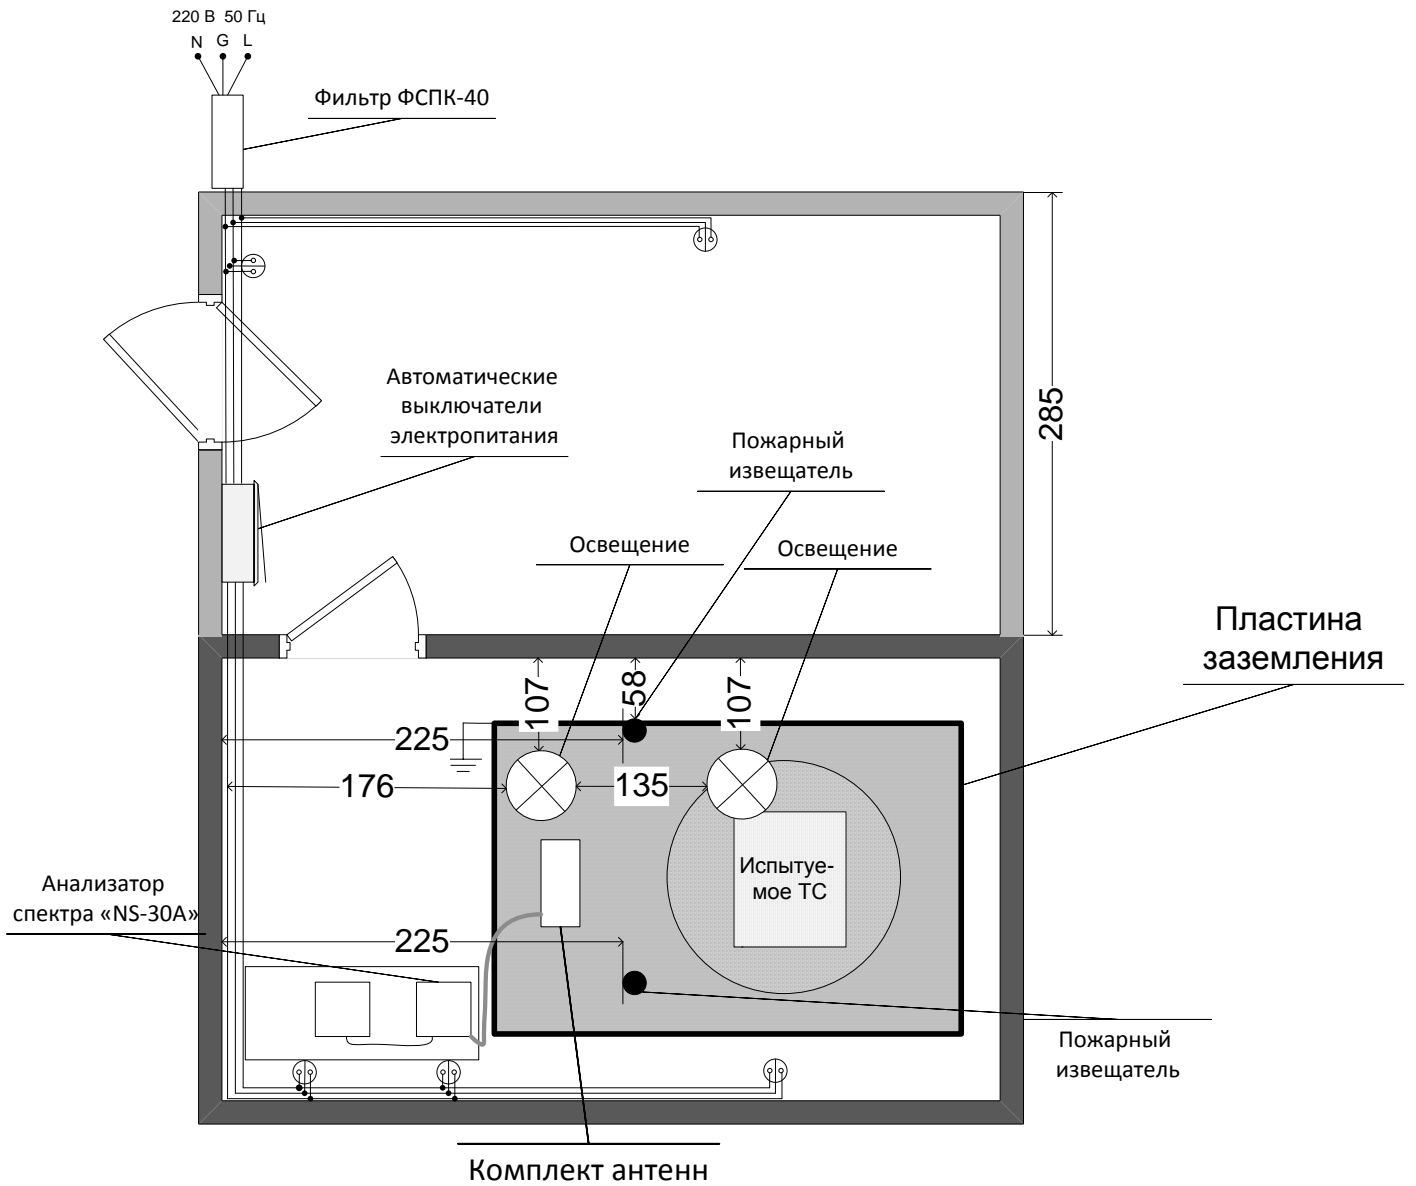 220 В 50 Гц
N G L
Фильтр ФСПК-40
Автоматические
выключатели
электропитания
285
Пожарный
извещатель
Освещение
Освещение
Пластина
заземления
107
58
107
225
176
135
Испытуе-
мое ТС
Анализатор
спектра «NS-30A»
225
Пожарный
извещатель
Комплект антенн